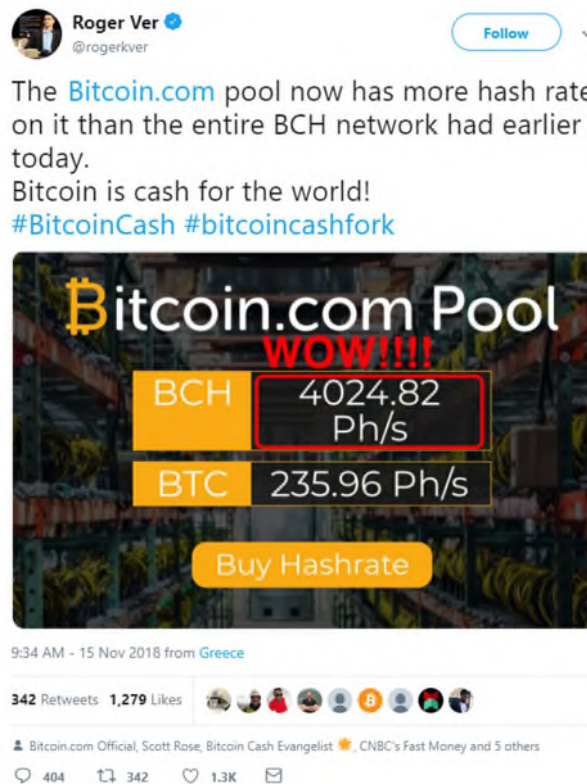 Roger Ver
@rogerkver
Follow
The Bitcoin.com pool now has more hash rate
on it than the entire BCH network had earlier
today.
Bitcoin is cash for the world!
#BitcoinCash #bitcoincashfork
Bitcoin.com Pool
WOW!!!!
BCH 4024.82
Ph/s
BTC 235.96 Ph/s
Buy Hashrate
9:34 AM - 15 Nov 2018 from Greece
342 Retweets 1,279 Likes
Bitcoin.com Official, Scott Rose, Bitcoin Cash Evangelist , CNBC's Fast Money and 5 others
404 342 1.3K